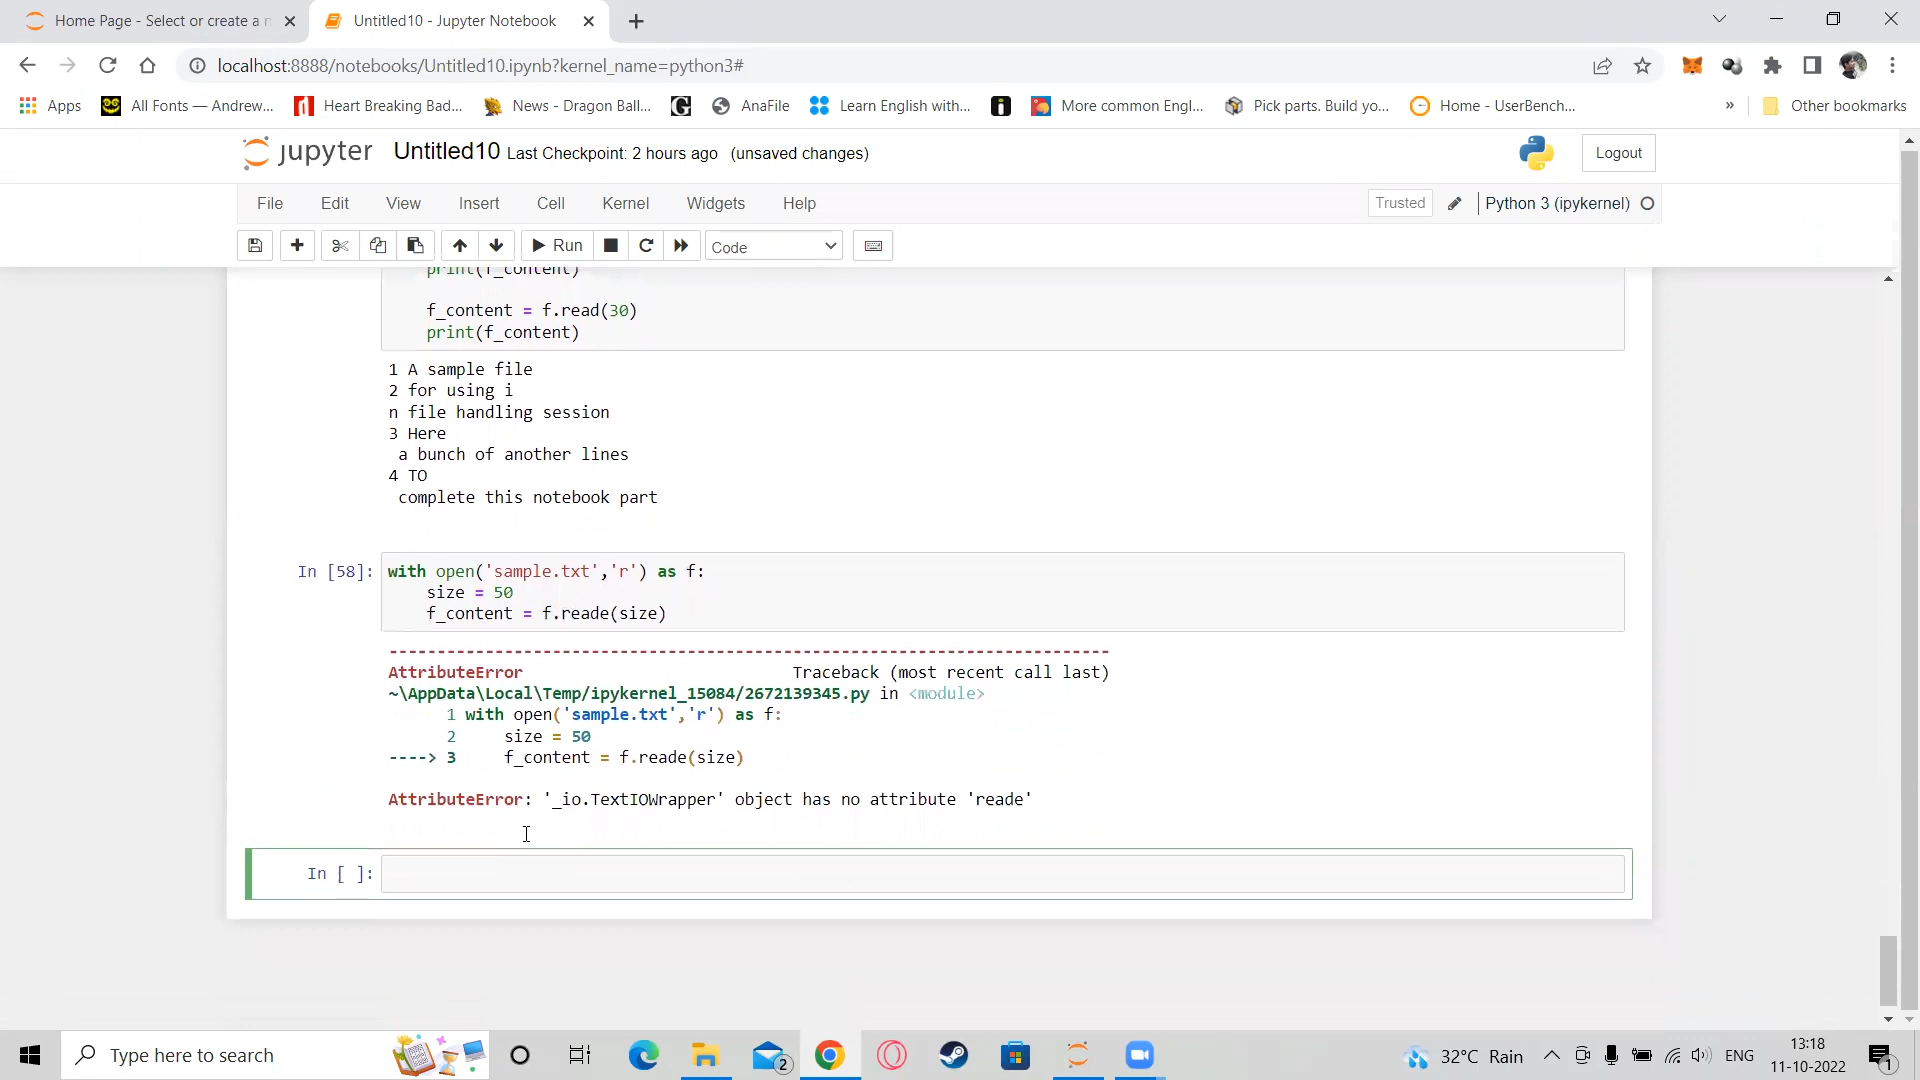 Home Page - Select or create a n
Untitled10 - Jupyter Notebook
localhost:8888/notebooks/Untitled10.ipynb?kernel_name=python3#
Apps
All Fonts — Andrew...
Heart Breaking Bad...
News - Dragon Ball...
G
AnaFile
Learn English with...
More common Engl...
Pick parts. Build yo...
Home - UserBench...
»
Other bookmarks
jupyter
Untitled10 Last Checkpoint: 2 hours ago (unsaved changes)
Logout
File Edit View Insert Cell Kernel Widgets Help
Trusted
Python 3 (ipykernel)
Run
Code
print(f_content)
f_content = f.read(30)
print(f_content)
1 A sample file
2 for using i
n file handling session
3 Here
a bunch of another lines
4 TO
complete this notebook part
In [58]: with open('sample.txt','r') as f:
size = 50
f_content = f.reade(size)
---------------------------------------------------------------------------
AttributeError Traceback (most recent call last)
~\AppData\Local\Temp/ipykernel_15084/2672139345.py in <module>
1 with open('sample.txt','r') as f:
2 size = 50
----> 3 f_content = f.reade(size)
AttributeError: '_io.TextIOWrapper' object has no attribute 'reade'
In [ ]:
Type here to search
2
32°C Rain
ENG
13:18
11-10-2022
1